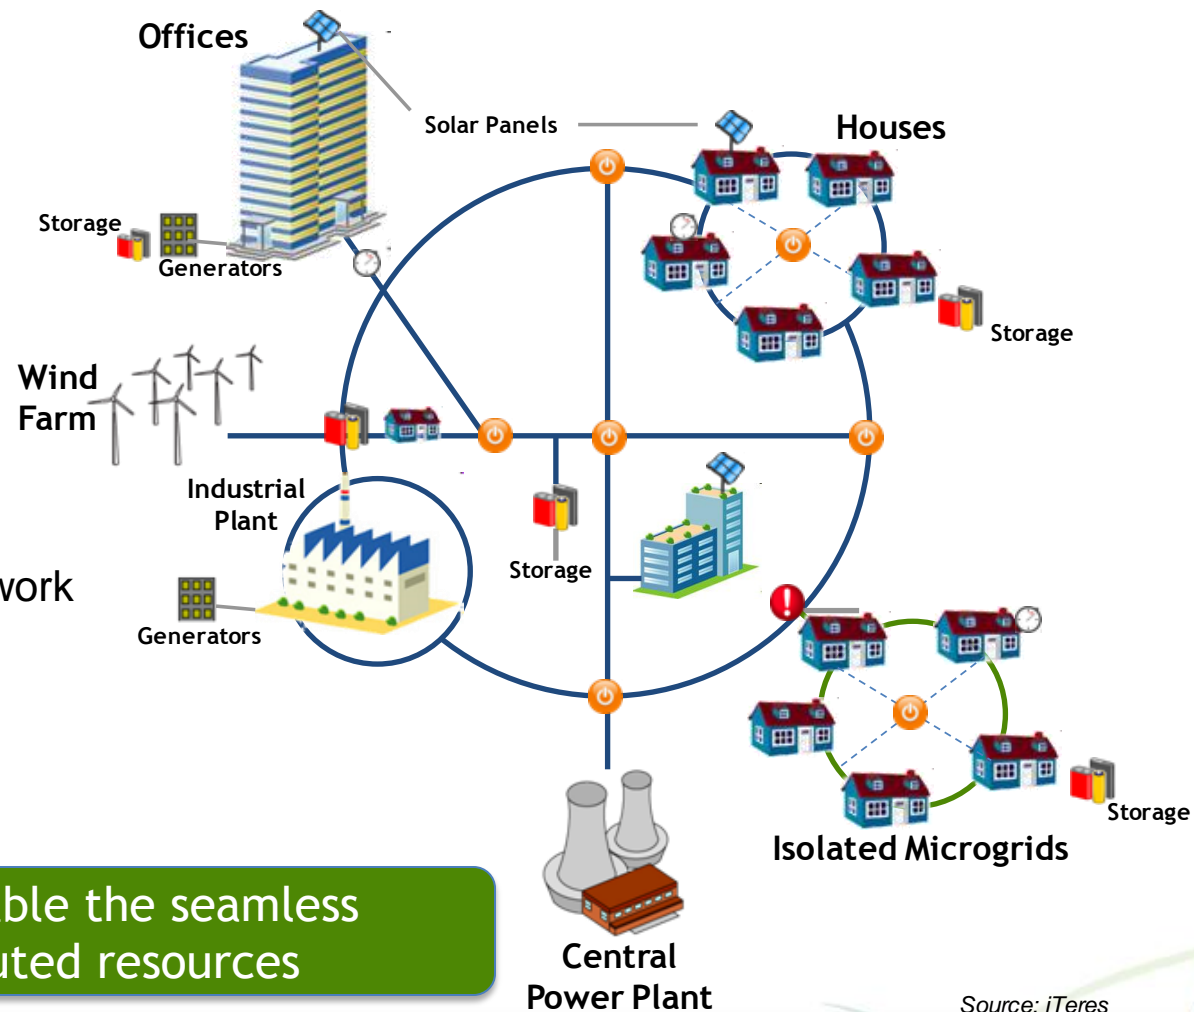 Offices
Solar Panels
Houses
Storage
Generators
Storage
Wind
Farm
Industrial
Plant
Storage
work
Generators
Storage
Isolated Microgrids
ble the seamless
uted resources
Central
Power Plant
Source: iTeres